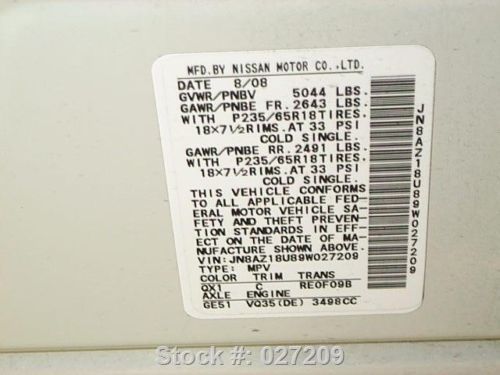 MFD.BY NISSAN MOTOR CO.,LTD.
DATE 8/08
GVWR/PNBV 5044 LBS.
GAWR/PNBE FR. 2643 LBS.
WITH P235/65R18TIRES.
18×7½RIMS.AT 33 PSI
COLD SINGLE.
GAWR/PNBE RR. 2491 LBS.
WITH P235/65R18TIRES.
18×7½RIMS.AT 33 PSI
COLD SINGLE.
THIS VEHICLE CONFORMS
TO ALL APPLICABLE FED-
ERAL MOTOR VEHICLE SA-
FETY AND THEFT PREVEN-
TION STANDARDS IN EFF-
ECT ON THE DATE OF MA-
NUFACTURE SHOWN ABOVE.
VIN:JN8AZ18U89W027209
TYPE: MPV
COLOR TRIM TRANS
QX1 C RE0F09B
AXLE ENGINE
GE51 VQ35(DE) 3498CC
JN8AZ18U89W027209
Stock #: 027209